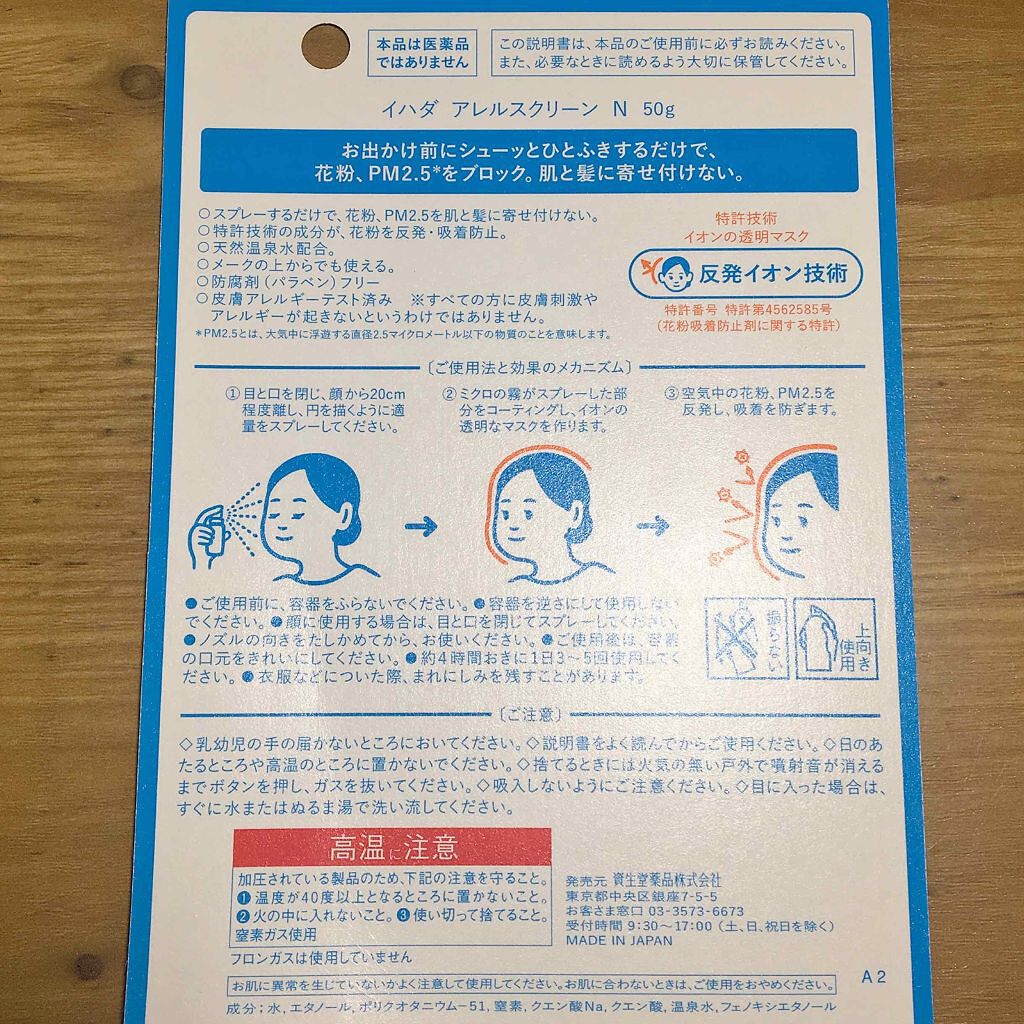 本品は医薬品
ではありません
この説明書は、本品のご使用前に必ずお読みください。
また、必要なときに読めるよう大切に保管してください。
イハダ アレルスクリーン N 50g
お出かけ前にシューッとひとふきするだけで、
花粉、PM2.5*をブロック。肌と髪に寄せ付けない。
○スプレーするだけで、花粉、PM2.5を肌と髪に寄せ付けない。
○特許技術の成分が、花粉を反発・吸着防止。
○天然温泉水配合。
○メークの上からでも使える。
○防腐剤（パラベン）フリー
○皮膚アレルギーテスト済み ※すべての方に皮膚刺激や
アレルギーが起きないというわけではありません。
*PM2.5とは、大気中に浮遊する直径2.5マイクロメートル以下の物質のことを意味します。
特許技術
イオンの透明マスク
反発イオン技術
特許番号 特許第4562585号
（花粉吸着防止剤に関する特許）
〔ご使用法と効果のメカニズム〕
①目と口を閉じ、顔から20cm
程度離し、円を描くように適
量をスプレーしてください。
②ミクロの霧がスプレーした部
分をコーティングし、イオンの
透明なマスクを作ります。
③空気中の花粉、PM2.5を
反発し、吸着を防ぎます。
●ご使用前に、容器をふらないでください。●容器を逆さにして使用しない
でください。●顔に使用する場合は、目と口を閉じてスプレーしてください。
●ノズルの向きをたしかめてから、お使いください。●ご使用後は、容器
の口元をきれいにしてください。●約4時間おきに1日3～5回使用してく
ださい。●衣服などについた際、まれにしみを残すことがあります。
振らない
上向き
使用
〔ご注意〕
◇乳幼児の手の届かないところにおいてください。◇説明書をよく読んでからご使用ください。◇日のあ
たるところや高温のところに置かないでください。◇捨てるときには火気の無い戸外で噴射音が消える
までボタンを押し、ガスを抜いてください。◇吸入しないようにご注意ください。◇目に入った場合は、
すぐに水またはぬるま湯で洗い流してください。
高温に注意
加圧されている製品のため、下記の注意を守ること。
❶温度が40度以上となるところに置かないこと。
❷火の中に入れないこと。❸使い切って捨てること。
窒素ガス使用
フロンガスは使用していません
発売元 資生堂薬品株式会社
東京都中央区銀座7-5-5
お客さま窓口 03-3573-6673
受付時間 9:30～17:00（土、日、祝日を除く）
MADE IN JAPAN
A2
お肌に異常を生じていないかよく注意して使用してください。お肌に合わないときは、ご使用をおやめください。
成分；水、エタノール、ポリクオタニウム-51、窒素、クエン酸Na、クエン酸、温泉水、フェノキシエタノール